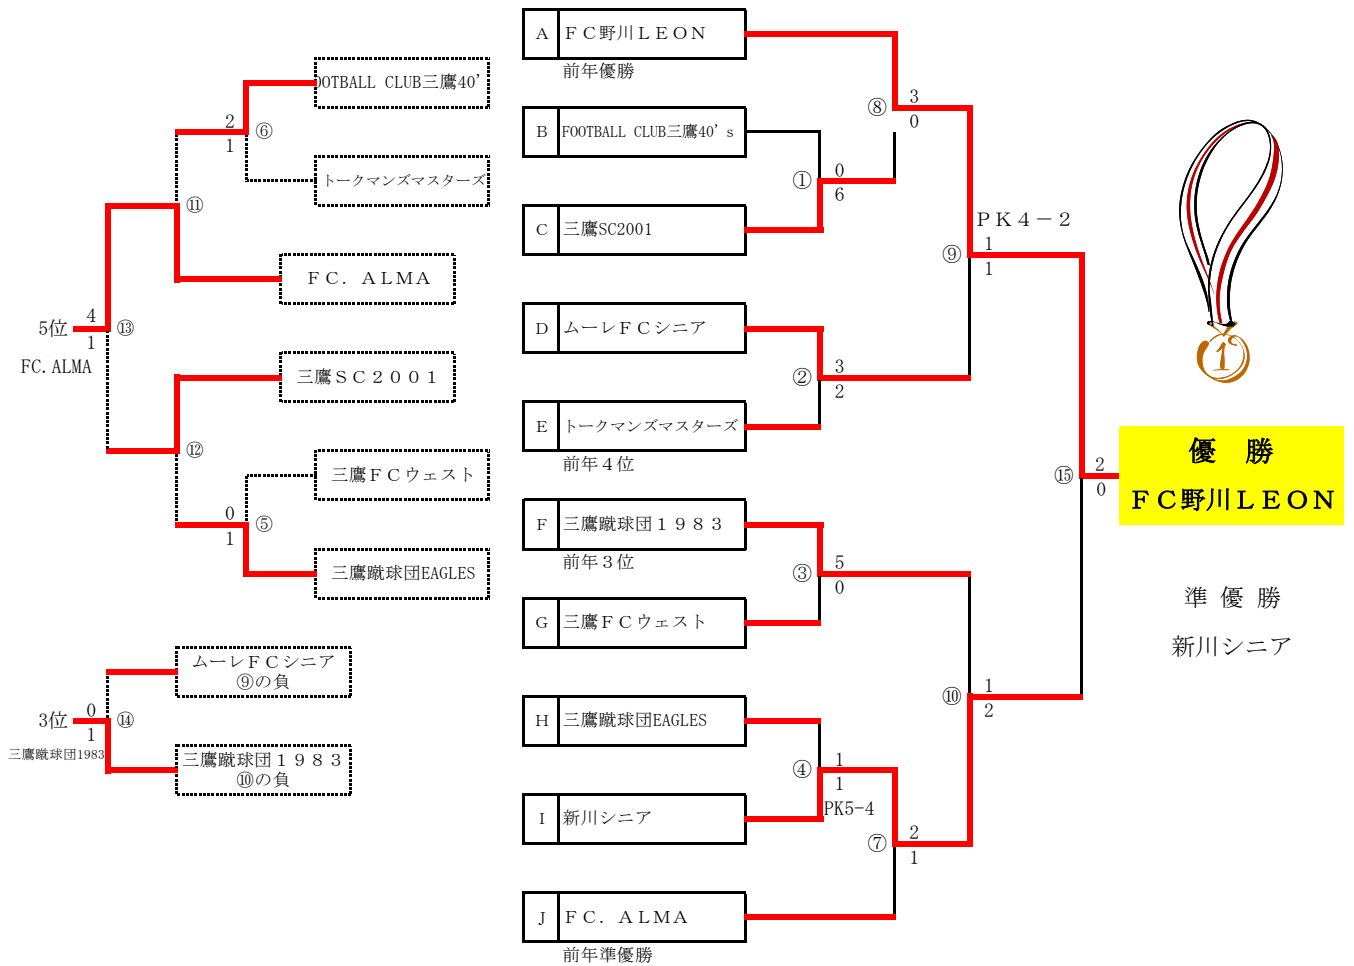 OOTBALL CLUB三鷹40'
2
1
⑥
トークマンズマスターズ
⑪
ＦＣ．ＡＬＭＡ
5位
4
1
⑬
FC.ALMA
三鷹ＳＣ２００１
⑫
三鷹ＦＣウェスト
0
1
⑤
三鷹蹴球団EAGLES
ムーレＦＣシニア
⑨の負
3位
0
1
⑭
三鷹蹴球団1983
三鷹蹴球団１９８３
⑩の負
A ＦＣ野川ＬＥＯＮ
前年優勝
B FOOTBALL CLUB三鷹40's
C 三鷹SC2001
D ムーレＦＣシニア
E トークマンズマスターズ
前年４位
F 三鷹蹴球団１９８３
前年３位
G 三鷹ＦＣウェスト
H 三鷹蹴球団EAGLES
I 新川シニア
J ＦＣ．ＡＬＭＡ
前年準優勝
⑧
3
0
①
0
6
②
3
2
③
5
0
④
1
1
PK5-4
⑦
2
1
ＰＫ４－２
⑨
1
1
⑩
1
2
⑮
2
0
1
優 勝
ＦＣ野川ＬＥＯＮ
準 優 勝
新川シニア